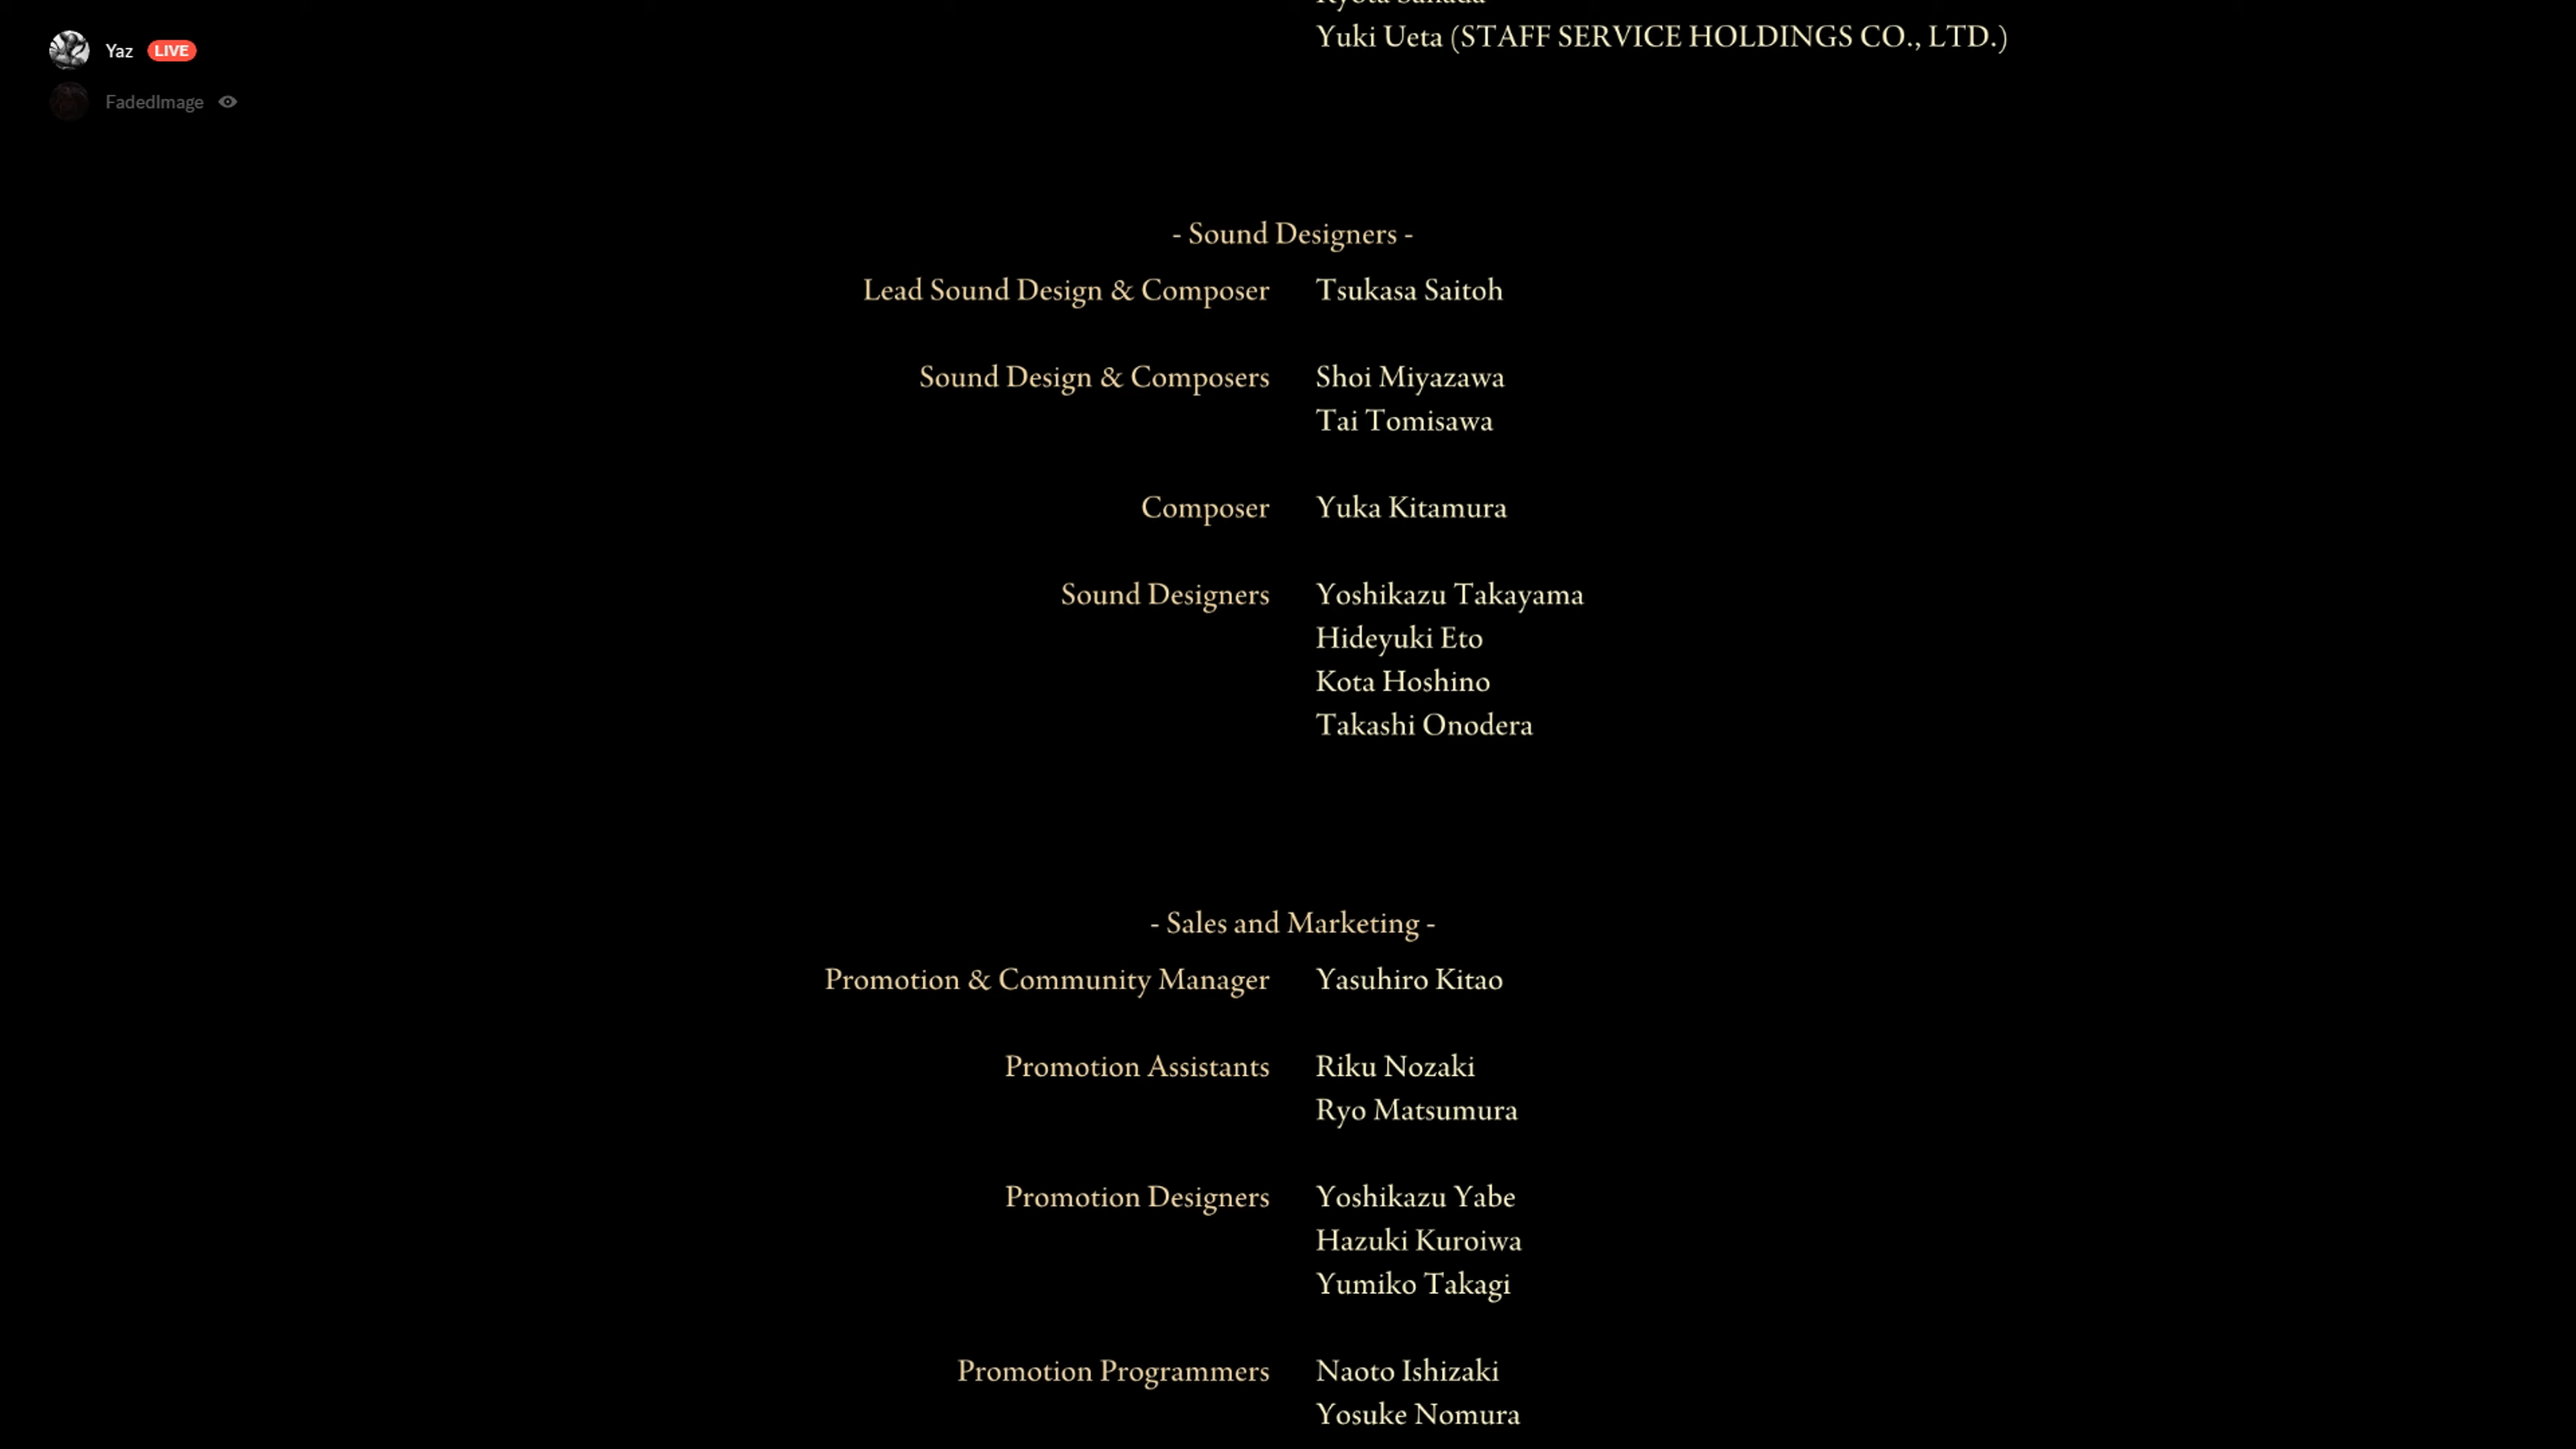 Yaz LIVE
FadedImage
Yuki Ueta (STAFF SERVICE HOLDINGS CO., LTD.)
- Sound Designers -
Lead Sound Design & Composer Tsukasa Saitoh
Sound Design & Composers Shoi Miyazawa
Tai Tomisawa
Composer Yuka Kitamura
Sound Designers Yoshikazu Takayama
Hideyuki Eto
Kota Hoshino
Takashi Onodera
- Sales and Marketing -
Promotion & Community Manager Yasuhiro Kitao
Promotion Assistants Riku Nozaki
Ryo Matsumura
Promotion Designers Yoshikazu Yabe
Hazuki Kuroiwa
Yumiko Takagi
Promotion Programmers Naoto Ishizaki
Yosuke Nomura